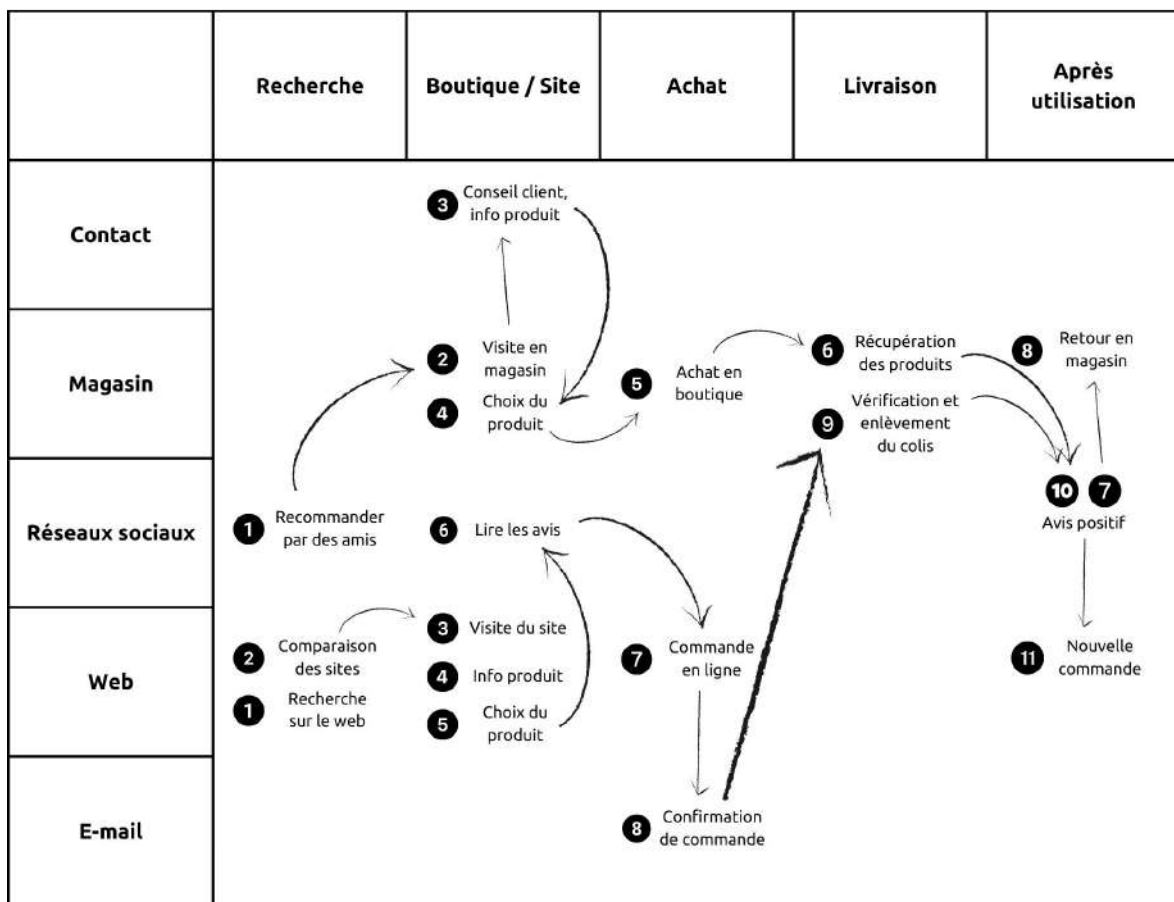 Recherche
Boutique / Site
Achat
Livraison
Après
utilisation
Contact
3 Conseil client,
info produit
Magasin
2 Visite en
magasin
4 Choix du
produit
5 Achat en
boutique
6 Récupération
des produits
9 Vérification et
enlèvement
du colis
8 Retour en
magasin
Réseaux sociaux
1 Recommander
par des amis
6 Lire les avis
10 7
Avis positif
Web
2 Comparaison
des sites
1 Recherche
sur le web
3 Visite du site
4 Info produit
5 Choix du
produit
7 Commande
en ligne
11 Nouvelle
commande
E-mail
8 Confirmation
de commande